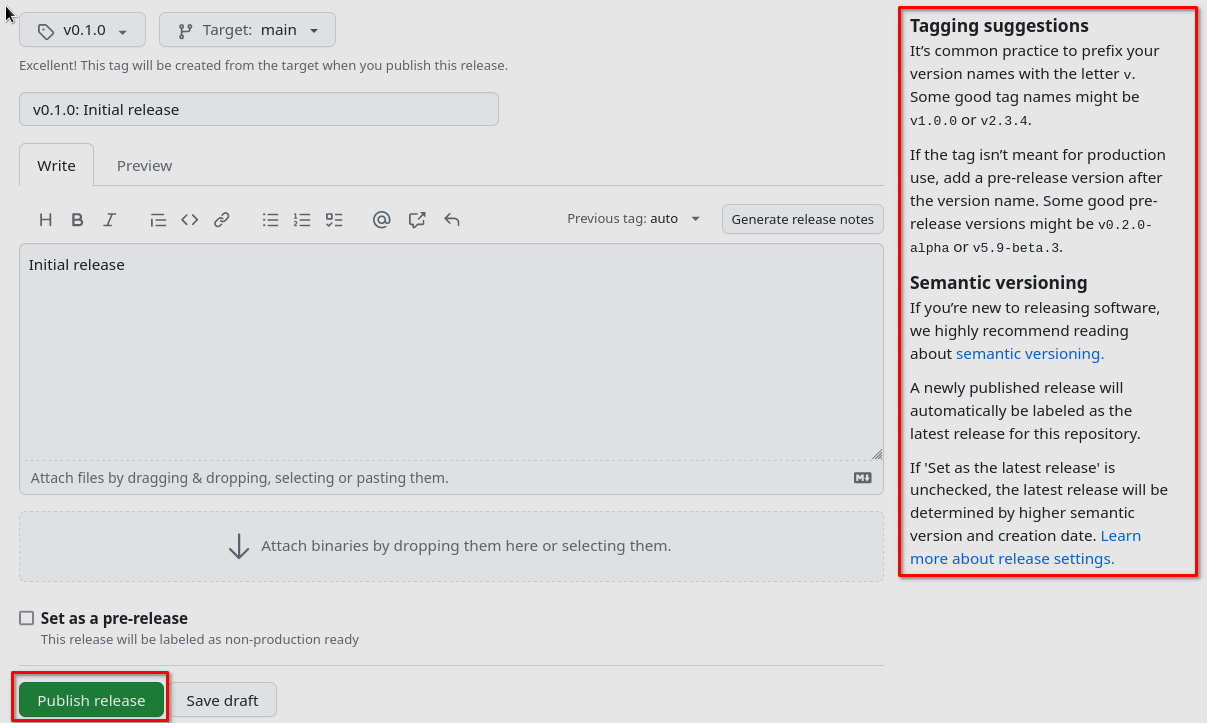 v0.1.0
Target: main
Excellent! This tag will be created from the target when you publish this release.
v0.1.0: Initial release
Write
Preview
H B I
Previous tag: auto
Generate release notes
Initial release
Attach files by dragging & dropping, selecting or pasting them.
Attach binaries by dropping them here or selecting them.
Set as a pre-release
This release will be labeled as non-production ready
Publish release
Save draft
Tagging suggestions
It’s common practice to prefix your
version names with the letter v.
Some good tag names might be
v1.0.0 or v2.3.4.
If the tag isn’t meant for production
use, add a pre-release version after
the version name. Some good pre-
release versions might be v0.2.0-
alpha or v5.9-beta.3.
Semantic versioning
If you’re new to releasing software,
we highly recommend reading
about semantic versioning.
A newly published release will
automatically be labeled as the
latest release for this repository.
If 'Set as the latest release' is
unchecked, the latest release will be
determined by higher semantic
version and creation date. Learn
more about release settings.